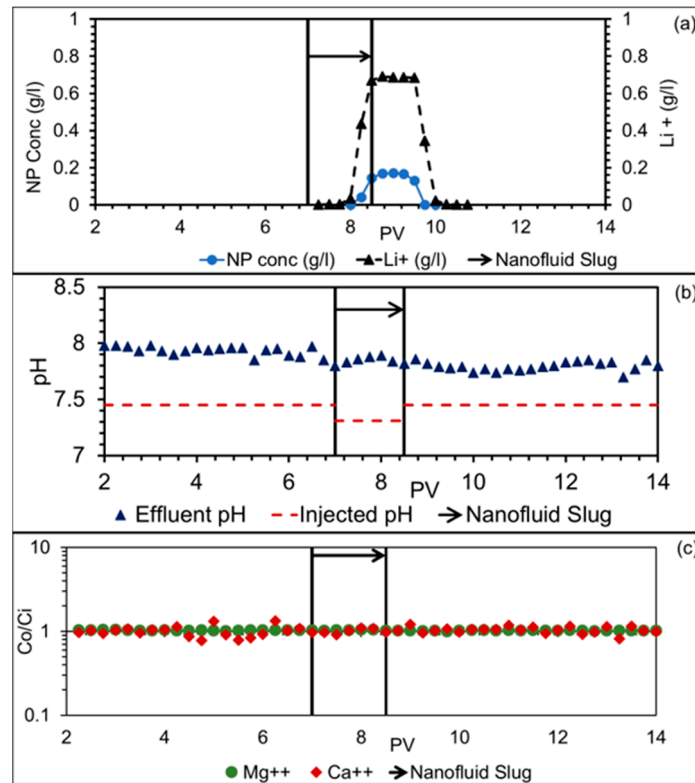 (a)
1 1
0.8 0.8
0.6 0.6
0.4 0.4
0.2 0.2
0 0
NP Conc (g/l)
Li + (g/l)
2 4 6 8 10 12 14
PV
NP conc (g/l) Li+ (g/l) Nanofluid Slug
(b)
8.5
8
7.5
7
pH
2 4 6 8 10 12 14
PV
Effluent pH Injected pH Nanofluid Slug
(c)
10
1
0.1
Co/Ci
2 4 6 8 10 12 14
PV
Mg++ Ca++ Nanofluid Slug